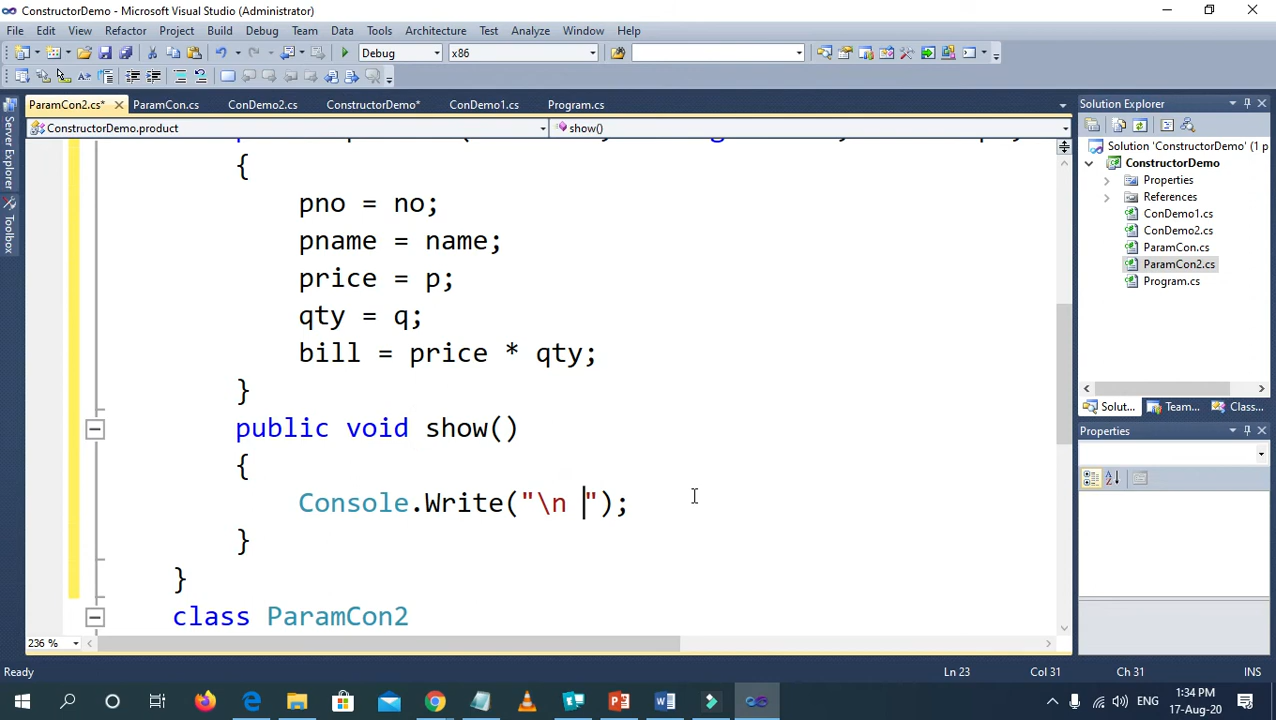 ConstructorDemo - Microsoft Visual Studio (Administrator)
File Edit View Refactor Project Build Debug Team Data Tools Architecture Test Analyze Window Help
Debug x86
ParamCon2.cs* ParamCon.cs ConDemo2.cs ConstructorDemo* ConDemo1.cs Program.cs
ConstructorDemo.product show()
{
pno = no;
pname = name;
price = p;
qty = q;
bill = price * qty;
}
public void show()
{
Console.Write("\n ");
}
}
class ParamCon2
236 %
Server Explorer
Toolbox
Solution Explorer
Solution 'ConstructorDemo' (1 p
ConstructorDemo
Properties
References
ConDemo1.cs
ConDemo2.cs
ParamCon.cs
ParamCon2.cs
Program.cs
Solut... Team... Class...
Properties
Ready Ln 23 Col 31 Ch 31 INS
ENG
1:34 PM
17-Aug-20